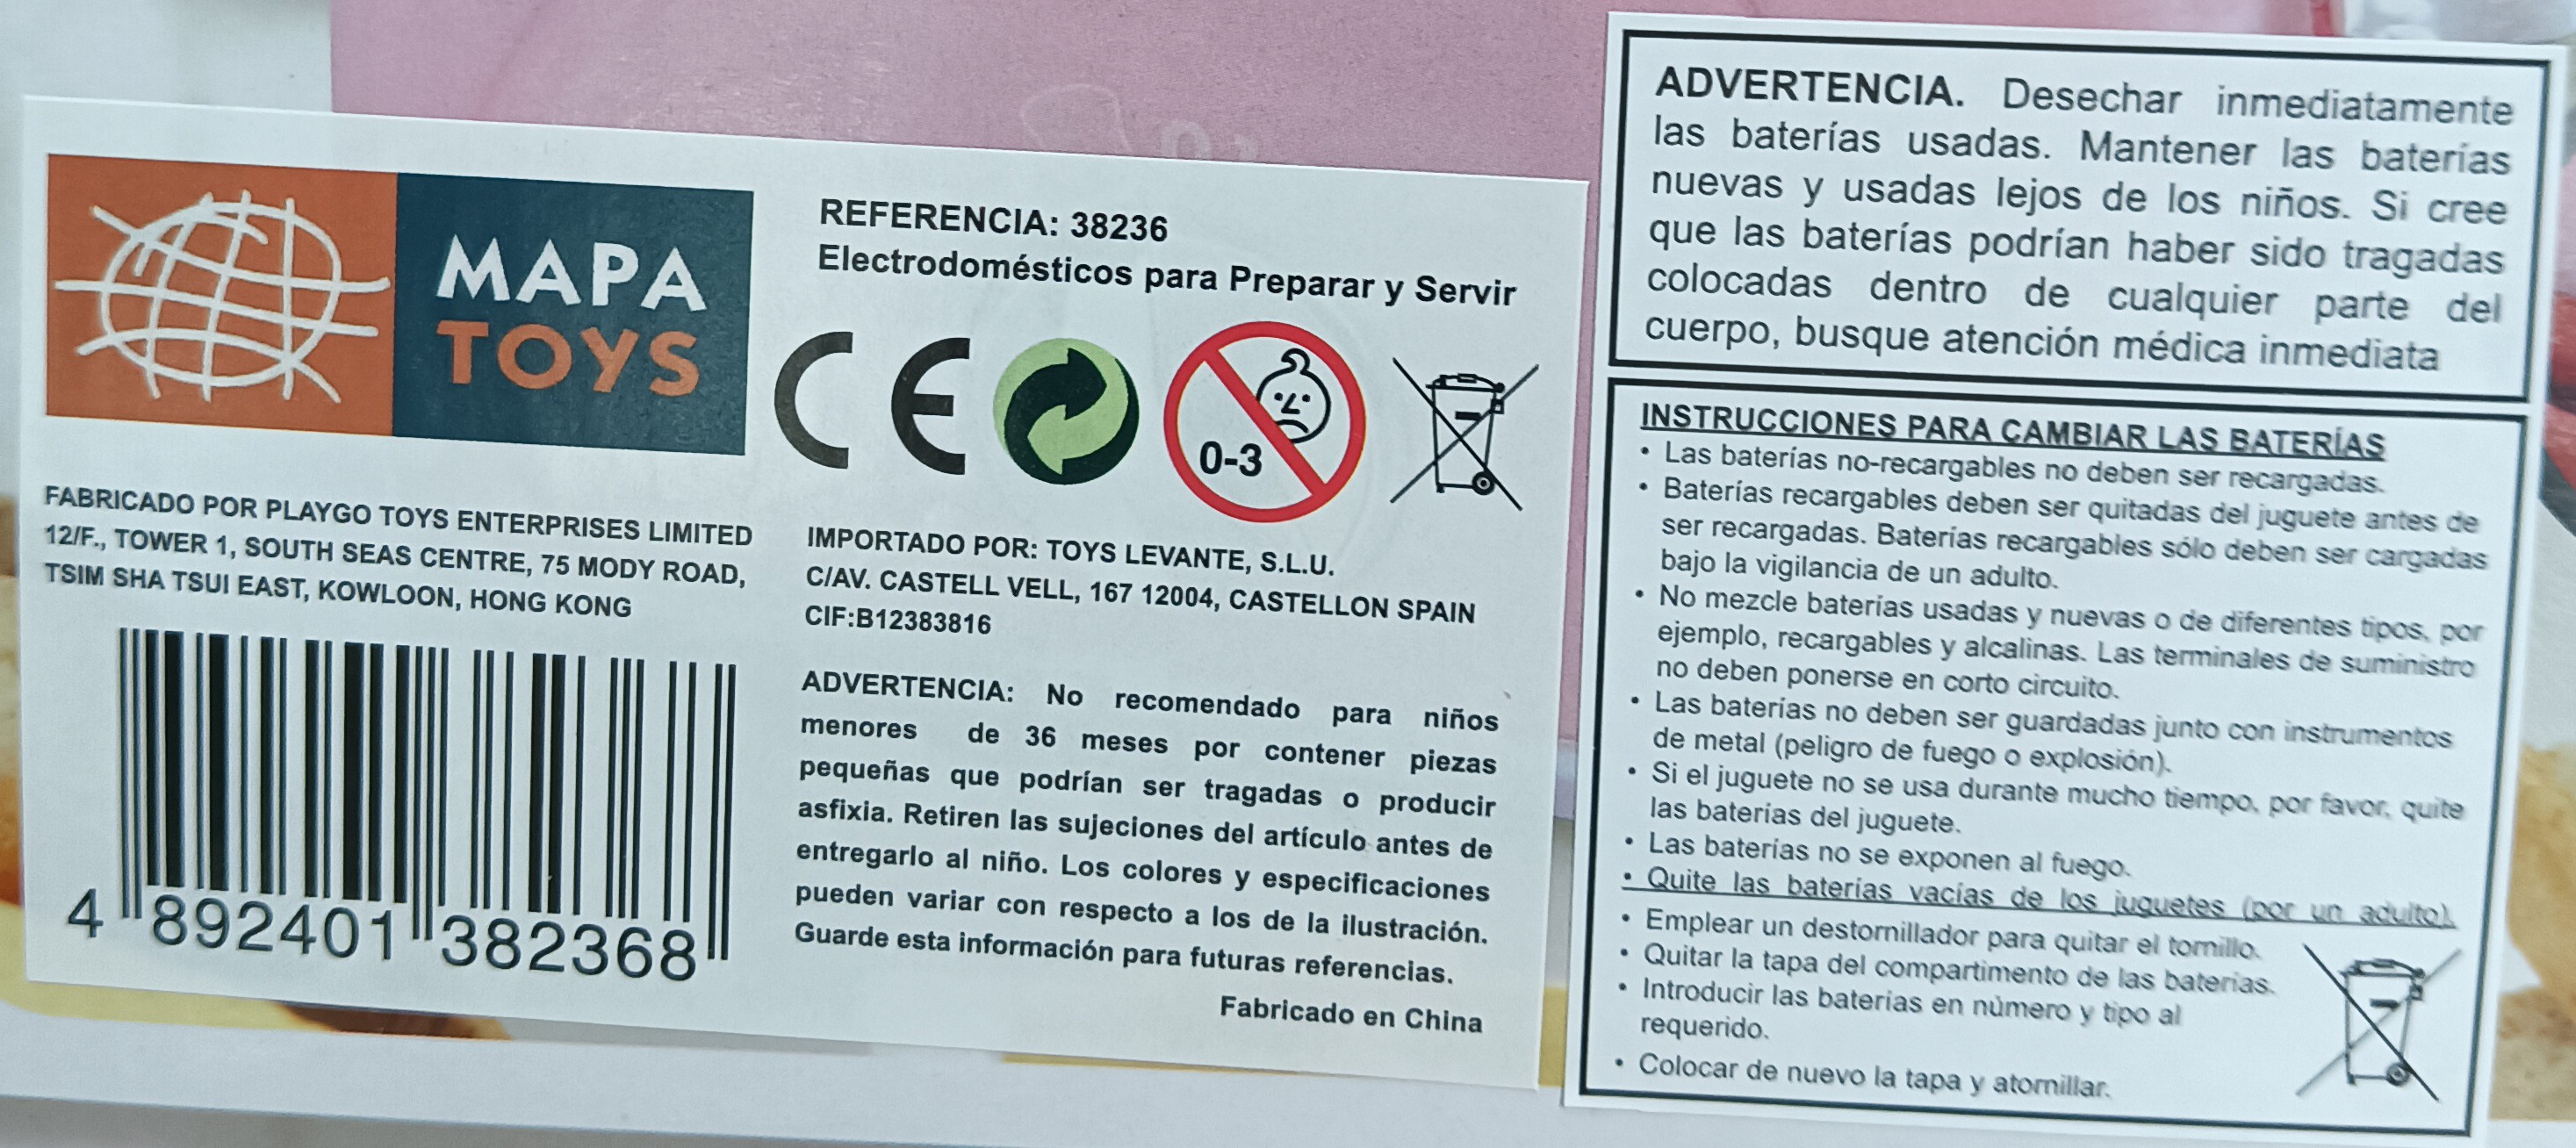 MAPA
TOYS
REFERENCIA: 38236
Electrodomésticos para Preparar y Servir
CE
0-3
FABRICADO POR PLAYGO TOYS ENTERPRISES LIMITED
12/F., TOWER 1, SOUTH SEAS CENTRE, 75 MODY ROAD,
TSIM SHA TSUI EAST, KOWLOON, HONG KONG
4 892401 382368
IMPORTADO POR: TOYS LEVANTE, S.L.U.
C/AV. CASTELL VELL, 167 12004, CASTELLON SPAIN
CIF:B12383816
ADVERTENCIA: No recomendado para niños
menores de 36 meses por contener piezas
pequeñas que podrían ser tragadas o producir
asfixia. Retiren las sujeciones del artículo antes de
entregarlo al niño. Los colores y especificaciones
pueden variar con respecto a los de la ilustración.
Guarde esta información para futuras referencias.
Fabricado en China
ADVERTENCIA. Desechar inmediatamente
las baterías usadas. Mantener las baterías
nuevas y usadas lejos de los niños. Si cree
que las baterías podrían haber sido tragadas
colocadas dentro de cualquier parte del
cuerpo, busque atención médica inmediata
INSTRUCCIONES PARA CAMBIAR LAS BATERÍAS
• Las baterías no-recargables no deben ser recargadas.
• Baterías recargables deben ser quitadas del juguete antes de
ser recargadas. Baterías recargables sólo deben ser cargadas
bajo la vigilancia de un adulto.
• No mezcle baterías usadas y nuevas o de diferentes tipos, por
ejemplo, recargables y alcalinas. Las terminales de suministro
no deben ponerse en corto circuito.
• Las baterías no deben ser guardadas junto con instrumentos
de metal (peligro de fuego o explosión).
• Si el juguete no se usa durante mucho tiempo, por favor, quite
las baterías del juguete.
• Las baterías no se exponen al fuego.
• Quite las baterías vacías de los juguetes (por un adulto).
• Emplear un destornillador para quitar el tornillo.
• Quitar la tapa del compartimento de las baterías.
• Introducir las baterías en número y tipo al
requerido.
• Colocar de nuevo la tapa y atornillar.